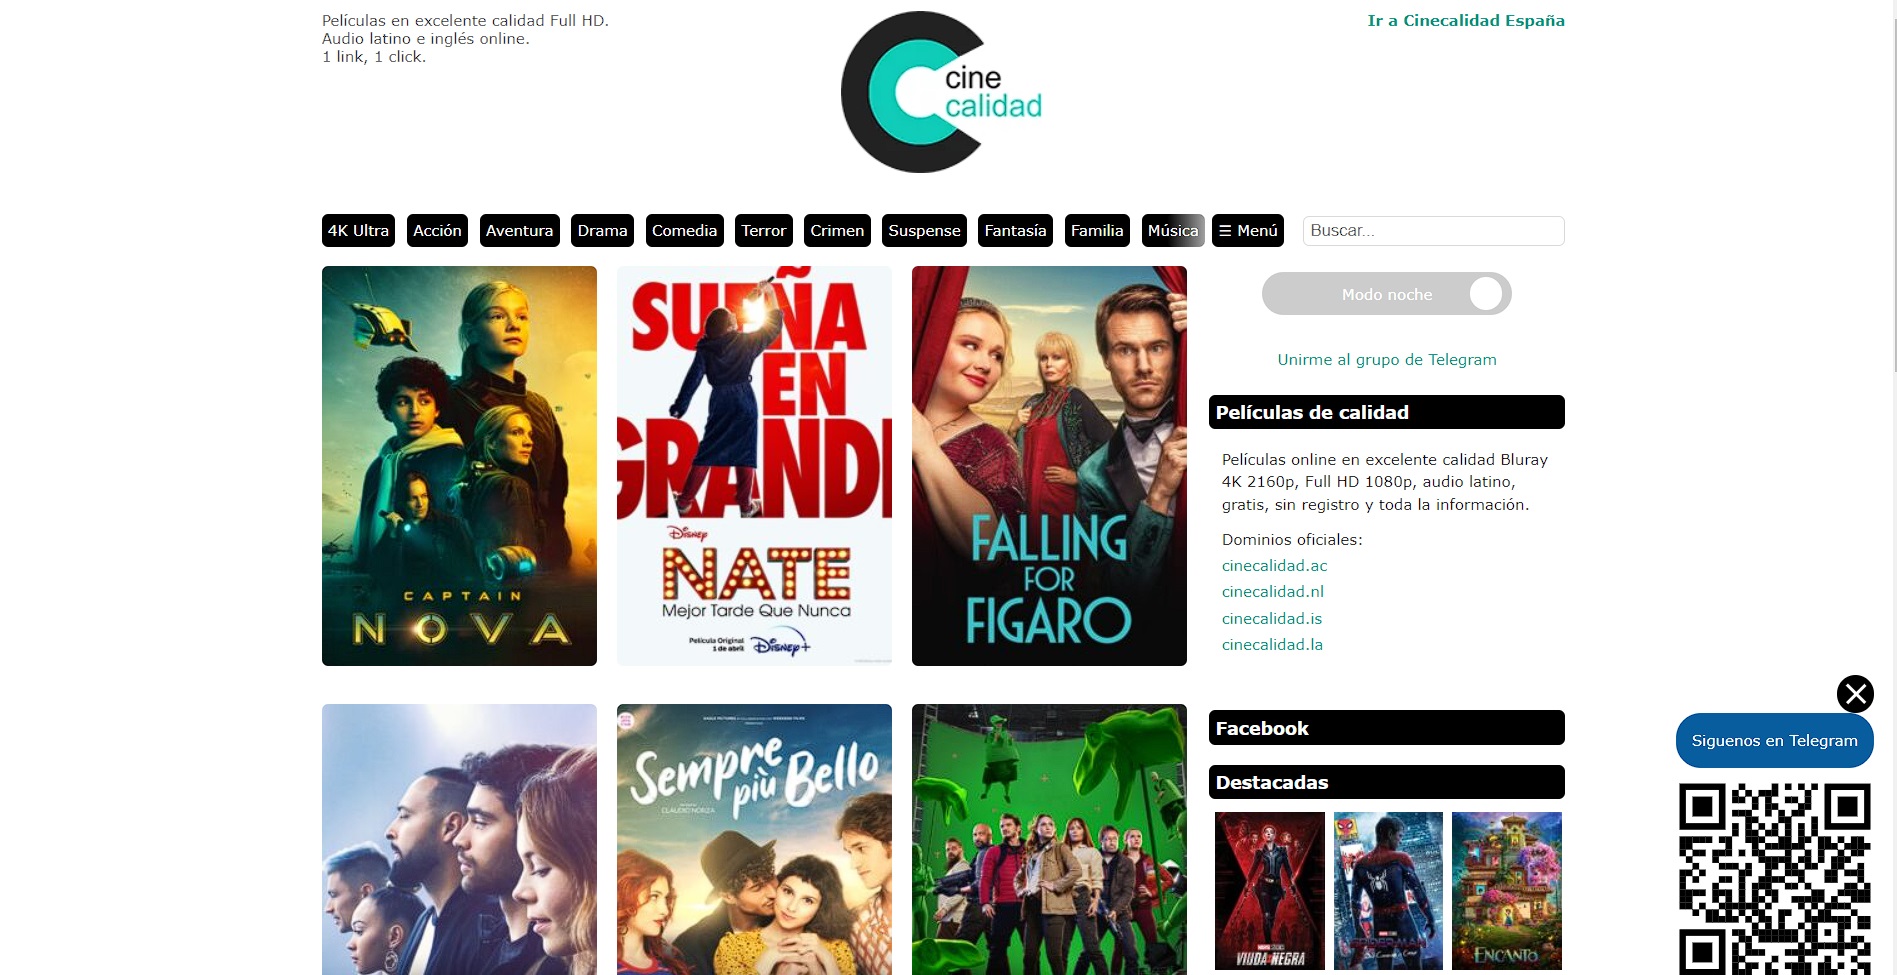 Películas en excelente calidad Full HD.
Audio latino e inglés online.
1 link, 1 click.
cine
calidad
Ir a Cinecalidad España
4K Ultra Acción Aventura Drama Comedia Terror Crimen Suspense Fantasía Familia Música ☰ Menú Buscar...
CAPTAIN
NOVA
SUEÑA
EN
GRANDE
Disney
NATE
Mejor Tarde Que Nunca
Película Original
1 de abril
Disney+
FALLING
FOR
FIGARO
Modo noche
Unirme al grupo de Telegram
Películas de calidad
Películas online en excelente calidad Bluray
4K 2160p, Full HD 1080p, audio latino,
gratis, sin registro y toda la información.
Dominios oficiales:
cinecalidad.ac
cinecalidad.nl
cinecalidad.is
cinecalidad.la
Sempre
più Bello
CLAUDIO NORZA
Facebook
Destacadas
VIUDA NEGRA
SPIDER-MAN
ENCANTO
Siguenos en Telegram